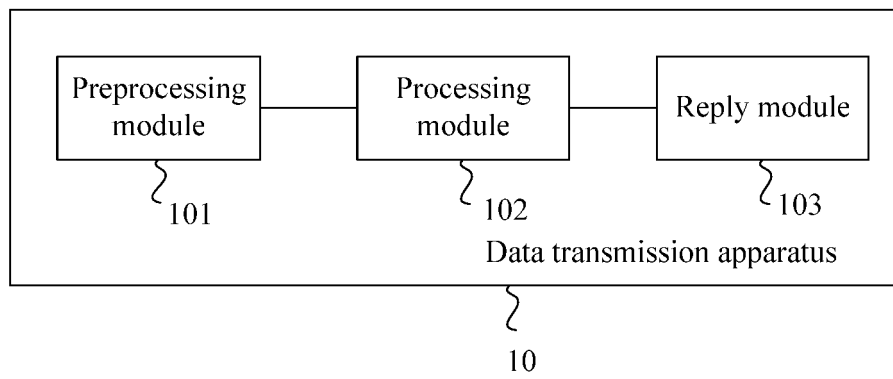 Preprocessing
module
Processing
module
Reply module
101
102
103
Data transmission apparatus
10